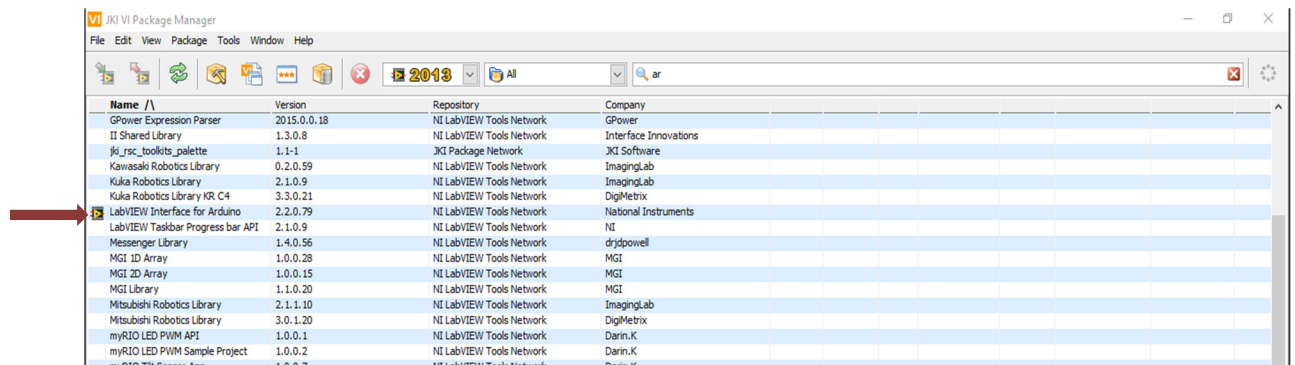 VI JKI VI Package Manager
File Edit View Package Tools Window Help
2013 All ar
Name /\ Version Repository Company
GPower Expression Parser 2015.0.0.18 NI LabVIEW Tools Network GPower
II Shared Library 1.3.0.8 NI LabVIEW Tools Network Interface Innovations
jki_rsc_toolkits_palette 1.1-1 JKI Package Network JKI Software
Kawasaki Robotics Library 0.2.0.59 NI LabVIEW Tools Network ImagingLab
Kuka Robotics Library 2.1.0.9 NI LabVIEW Tools Network ImagingLab
Kuka Robotics Library KR C4 3.3.0.21 NI LabVIEW Tools Network DigiMetrix
LabVIEW Interface for Arduino 2.2.0.79 NI LabVIEW Tools Network National Instruments
LabVIEW Taskbar Progress bar API 2.1.0.9 NI LabVIEW Tools Network NI
Messenger Library 1.4.0.56 NI LabVIEW Tools Network drjdpowell
MGI 1D Array 1.0.0.28 NI LabVIEW Tools Network MGI
MGI 2D Array 1.0.0.15 NI LabVIEW Tools Network MGI
MGI Library 1.1.0.20 NI LabVIEW Tools Network MGI
Mitsubishi Robotics Library 2.1.1.10 NI LabVIEW Tools Network ImagingLab
Mitsubishi Robotics Library 3.0.1.20 NI LabVIEW Tools Network DigiMetrix
myRIO LED PWM API 1.0.0.1 NI LabVIEW Tools Network Darin.K
myRIO LED PWM Sample Project 1.0.0.2 NI LabVIEW Tools Network Darin.K